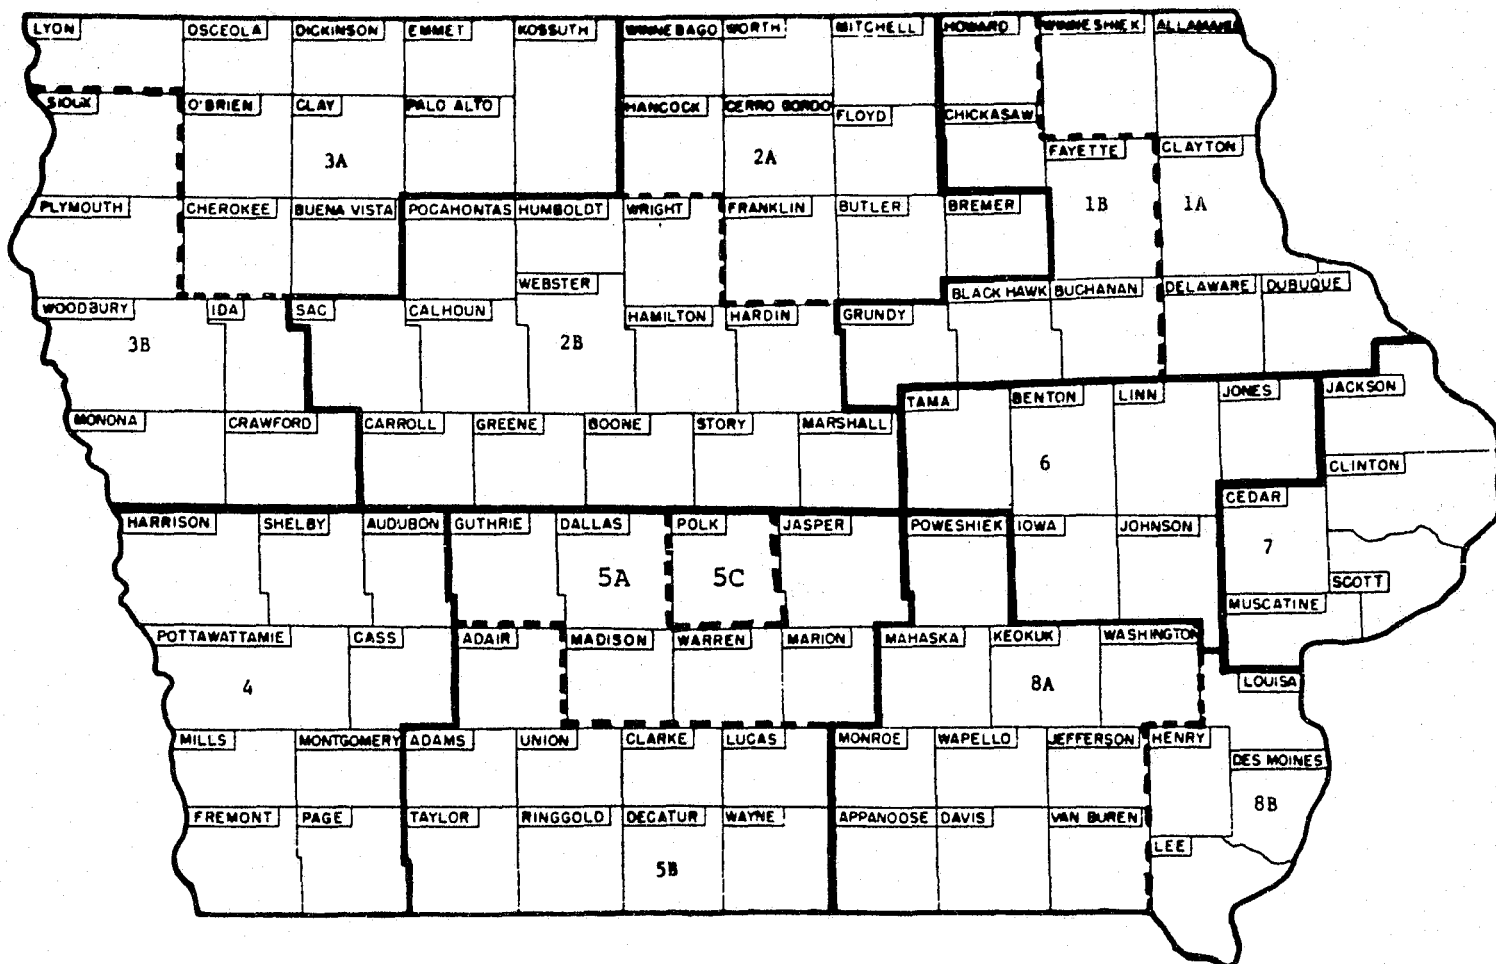 LYON OSCEOLA DICKINSON EMMET KOSSUTH WINNEBAGO WORTH MITCHELL HOWARD WINNESHIEK ALLAMAKEE
SIOUX O'BRIEN CLAY PALO ALTO HANCOCK CERRO GORDO FLOYD CHICKASAW
FAYETTE CLAYTON
3A 2A
PLYMOUTH CHEROKEE BUENA VISTA POCAHONTAS HUMBOLDT WRIGHT FRANKLIN BUTLER BREMER 1B 1A
WEBSTER BLACK HAWK BUCHANAN DELAWARE DUBUQUE
WOODBURY IDA SAC CALHOUN HAMILTON HARDIN GRUNDY
3B 2B
TAMA BENTON LINN JONES JACKSON
MONONA CRAWFORD CARROLL GREENE BOONE STORY MARSHALL
6 CLINTON
CEDAR
HARRISON SHELBY AUDUBON GUTHRIE DALLAS POLK JASPER POWESHIEK IOWA JOHNSON
7
5A 5C SCOTT
MUSCATINE
POTTAWATTAMIE CASS ADAIR MADISON WARREN MARION MAHASKA KEOKUK WASHINGTON
4 8A LOUISA
MILLS MONTGOMERY ADAMS UNION CLARKE LUCAS MONROE WAPELLO JEFFERSON HENRY
DES MOINES
8B
FREMONT PAGE TAYLOR RINGGOLD DECATUR WAYNE APPANOOSE DAVIS VAN BUREN
LEE
5B